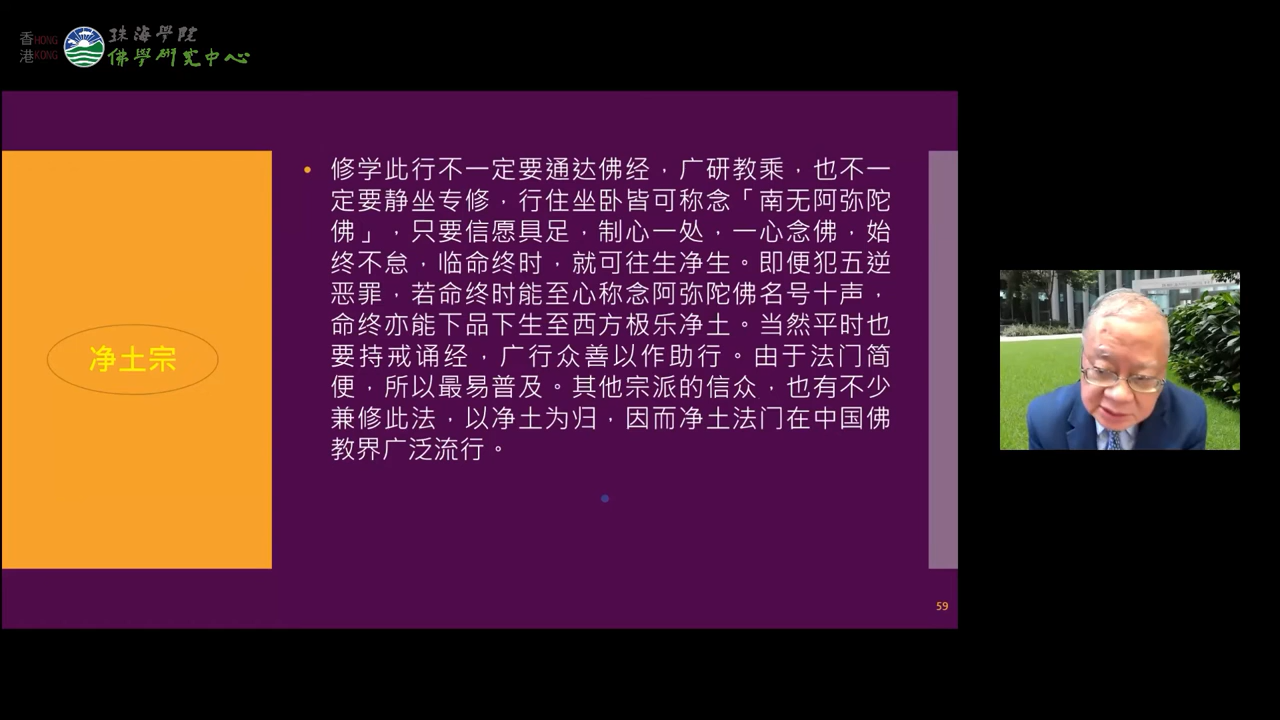 香 HONG
港 KONG
珠海學院
佛學研究中心
净土宗
• 修学此行不一定要通达佛经，广研教乘，也不一
定要静坐专修，行住坐卧皆可称念「南无阿弥陀
佛」，只要信愿具足，制心一处，一心念佛，始
终不怠，临命终时，就可往生净生。即便犯五逆
恶罪，若命终时能至心称念阿弥陀佛名号十声，
命终亦能下品下生至西方极乐净土。当然平时也
要持戒诵经，广行众善以作助行。由于法门简
便，所以最易普及。其他宗派的信众，也有不少
兼修此法，以净土为归，因而净土法门在中国佛
教界广泛流行。
59